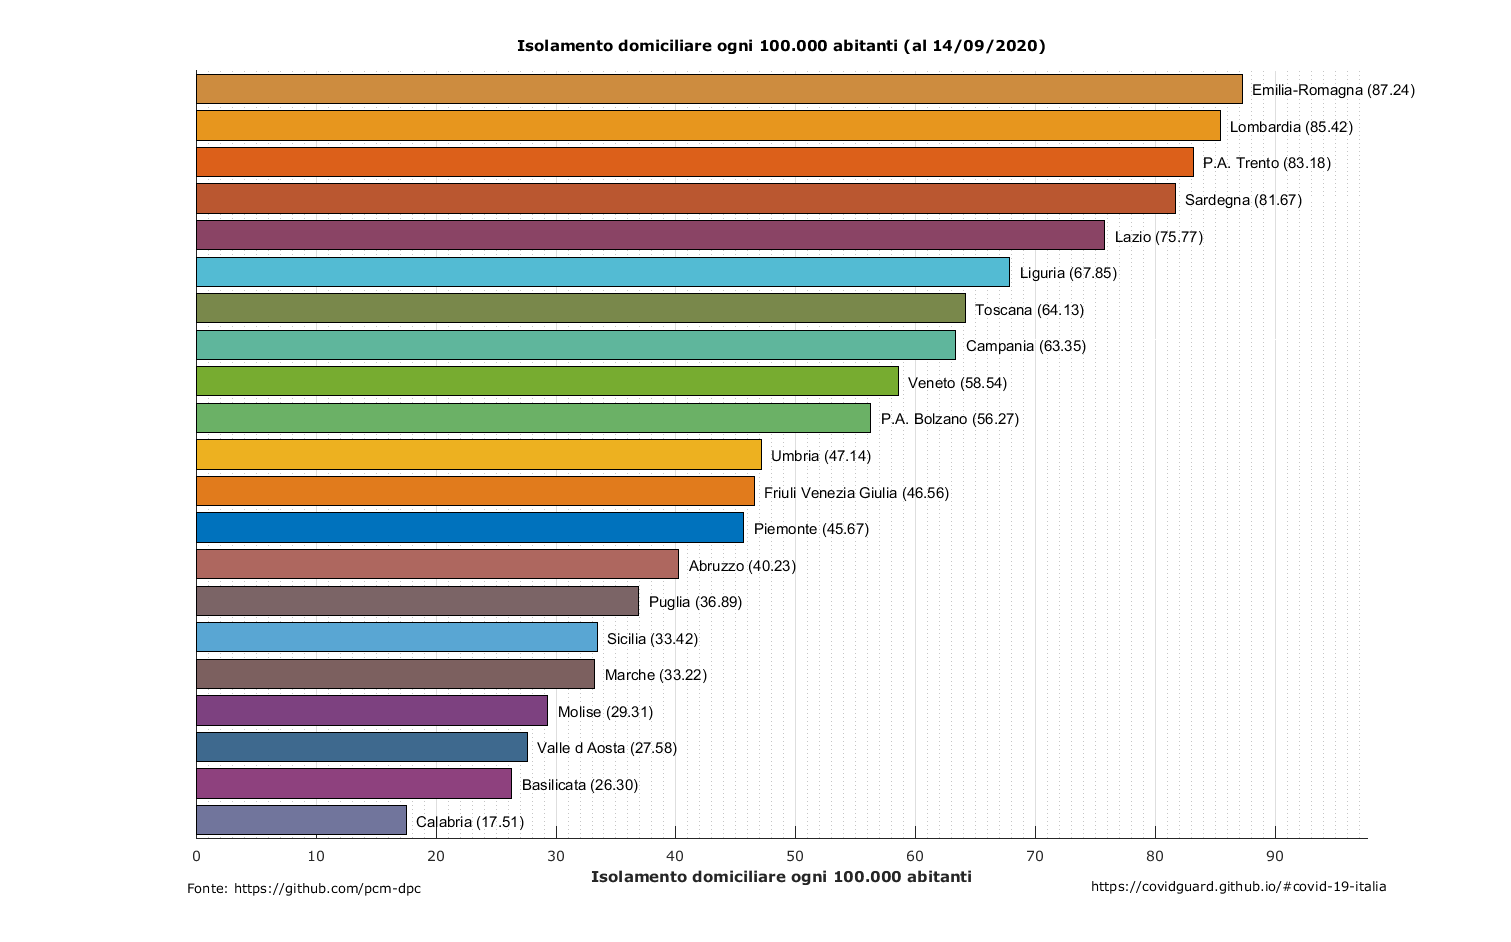 Isolamento domiciliare ogni 100.000 abitanti (al 14/09/2020)
Emilia-Romagna (87.24)
Lombardia (85.42)
P.A. Trento (83.18)
Sardegna (81.67)
Lazio (75.77)
Liguria (67.85)
Toscana (64.13)
Campania (63.35)
Veneto (58.54)
P.A. Bolzano (56.27)
Umbria (47.14)
Friuli Venezia Giulia (46.56)
Piemonte (45.67)
Abruzzo (40.23)
Puglia (36.89)
Sicilia (33.42)
Marche (33.22)
Molise (29.31)
Valle d Aosta (27.58)
Basilicata (26.30)
Calabria (17.51)
0 10 20 30 40 50 60 70 80 90
Isolamento domiciliare ogni 100.000 abitanti
Fonte: https://github.com/pcm-dpc
https://covidguard.github.io/#covid-19-italia